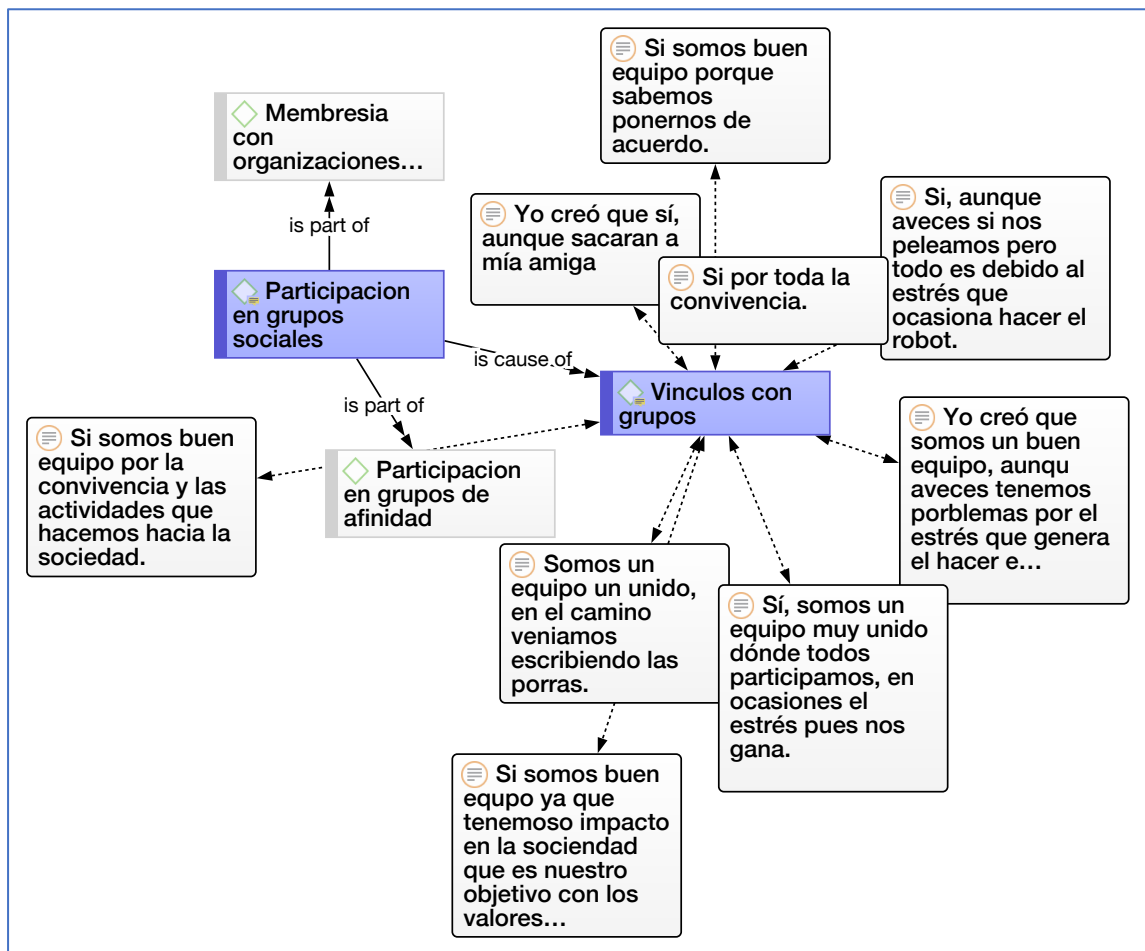 Si somos buen
equipo porque
sabemos
ponernos de
acuerdo.
Membresia
con
organizaciones…
is part of
Yo creó que sí,
aunque sacaran a
mía amiga
Si, aunque
aveces si nos
peleamos pero
todo es debido al
estrés que
ocasiona hacer el
robot.
Si por toda la
convivencia.
Participacion
en grupos
sociales
is cause of
Vinculos con
grupos
is part of
Si somos buen
equipo por la
convivencia y las
actividades que
hacemos hacia la
sociedad.
Participacion
en grupos de
afinidad
Yo creó que
somos un buen
equipo, aunqu
aveces tenemos
porblemas por el
estrés que genera
el hacer e…
Somos un
equipo un unido,
en el camino
veniamos
escribiendo las
porras.
Sí, somos un
equipo muy unido
dónde todos
participamos, en
ocasiones el
estrés pues nos
gana.
Si somos buen
equpo ya que
tenemoso impacto
en la sociendad
que es nuestro
objetivo con los
valores…